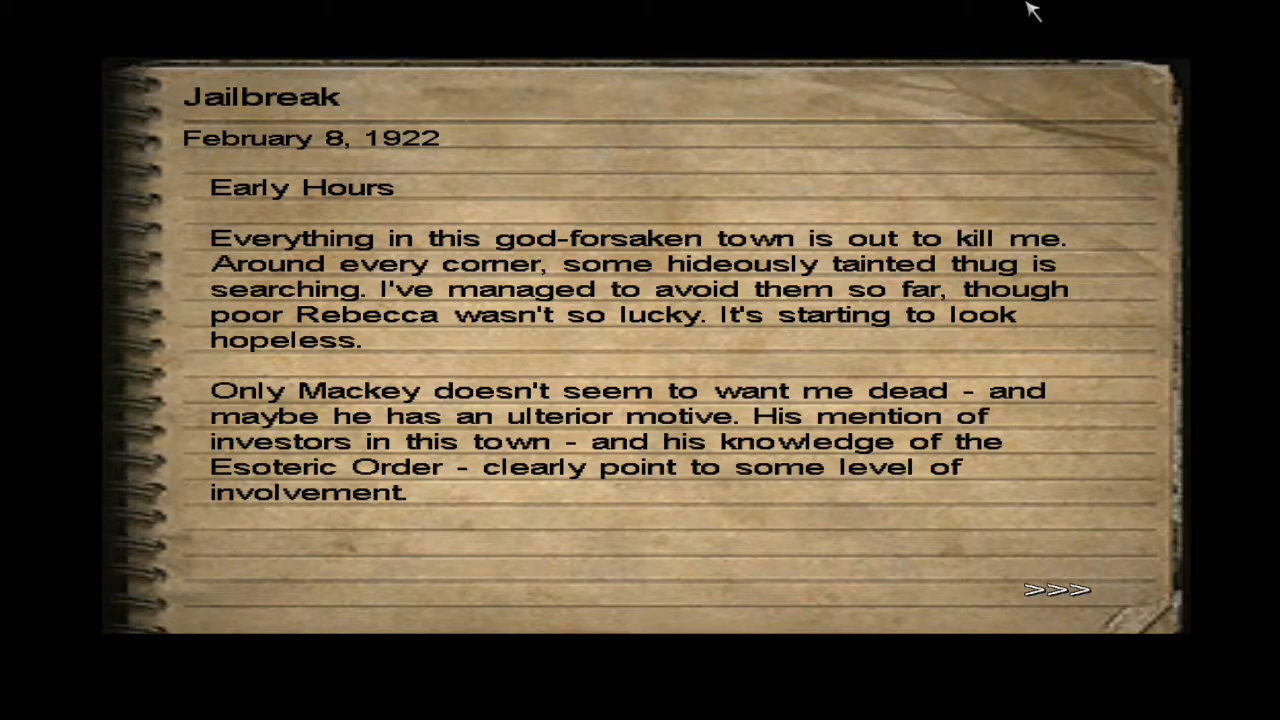 Jailbreak
February 8, 1922
Early Hours
Everything in this god-forsaken town is out to kill me.
Around every corner, some hideously tainted thug is
searching. I've managed to avoid them so far, though
poor Rebecca wasn't so lucky. It's starting to look
hopeless.
Only Mackey doesn't seem to want me dead - and
maybe he has an ulterior motive. His mention of
investors in this town - and his knowledge of the
Esoteric Order - clearly point to some level of
involvement.
>>>